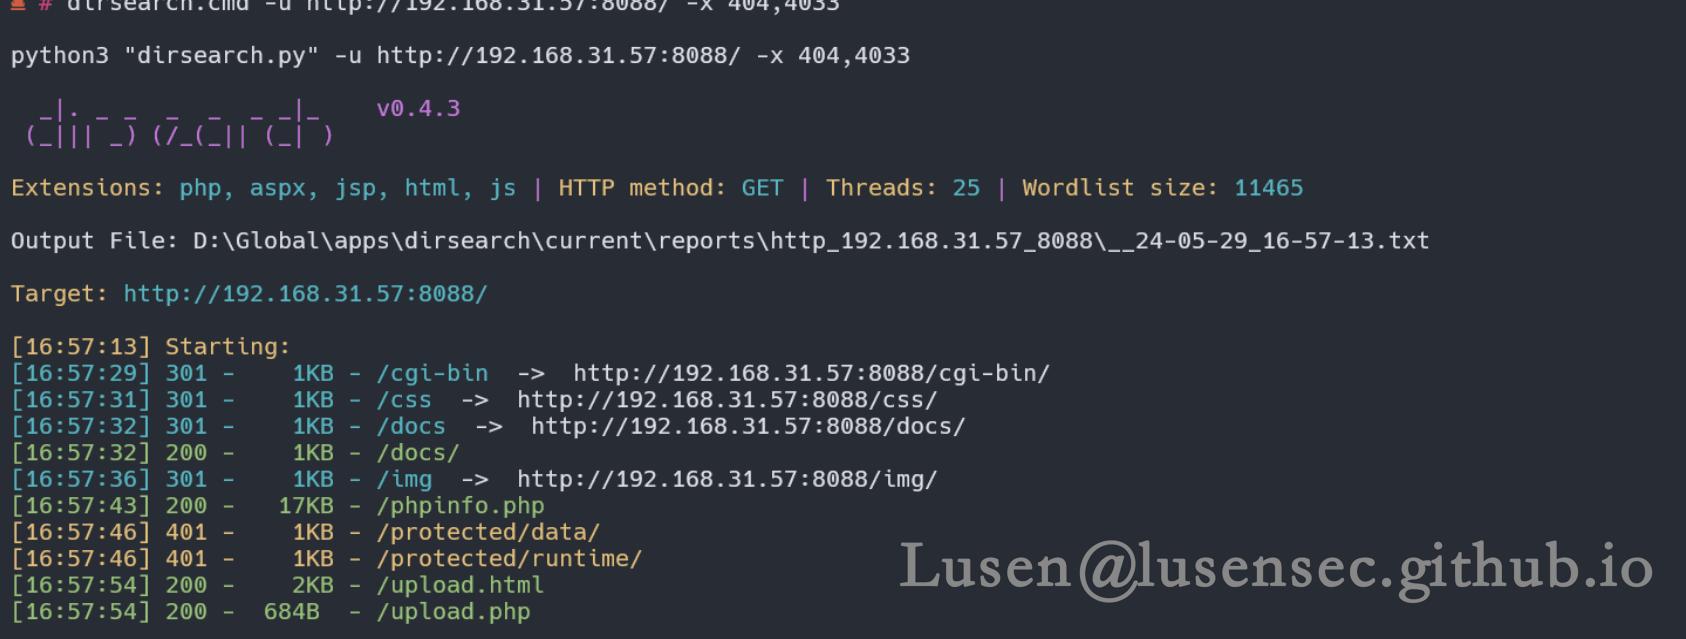 # dirsearch.cmd -u http://192.168.31.57:8088/ -x 404,4033
python3 "dirsearch.py" -u http://192.168.31.57:8088/ -x 404,4033
_|. _ _  _  _  _ _|_    v0.4.3
(_||| _) (/_(_|| (_| )
Extensions: php, aspx, jsp, html, js | HTTP method: GET | Threads: 25 | Wordlist size: 11465
Output File: D:\Global\apps\dirsearch\current\reports\http_192.168.31.57_8088\__24-05-29_16-57-13.txt
Target: http://192.168.31.57:8088/
[16:57:13] Starting:
[16:57:29] 301 -    1KB - /cgi-bin  ->  http://192.168.31.57:8088/cgi-bin/
[16:57:31] 301 -    1KB - /css  ->  http://192.168.31.57:8088/css/
[16:57:32] 301 -    1KB - /docs  ->  http://192.168.31.57:8088/docs/
[16:57:32] 200 -    1KB - /docs/
[16:57:36] 301 -    1KB - /img  ->  http://192.168.31.57:8088/img/
[16:57:43] 200 -   17KB - /phpinfo.php
[16:57:46] 401 -    1KB - /protected/data/
[16:57:46] 401 -    1KB - /protected/runtime/
[16:57:54] 200 -    2KB - /upload.html
[16:57:54] 200 -  684B  - /upload.php
Lusen@lusensec.github.io